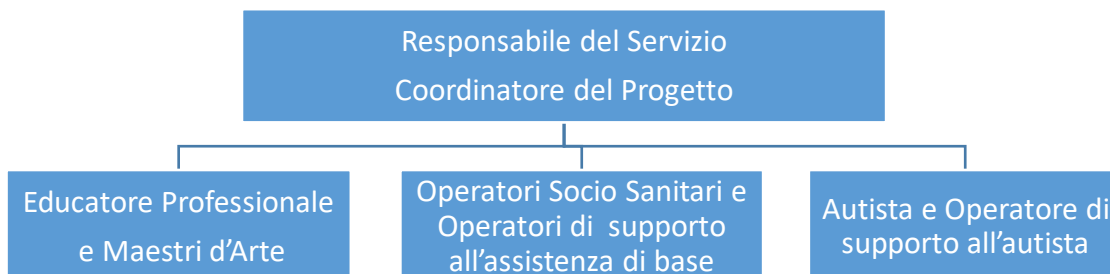 Responsabile del Servizio
Coordinatore del Progetto
Educatore Professionale
e Maestri d'Arte
Operatori Socio Sanitari e
Operatori di supporto
all'assistenza di base
Autista e Operatore di
supporto all'autista